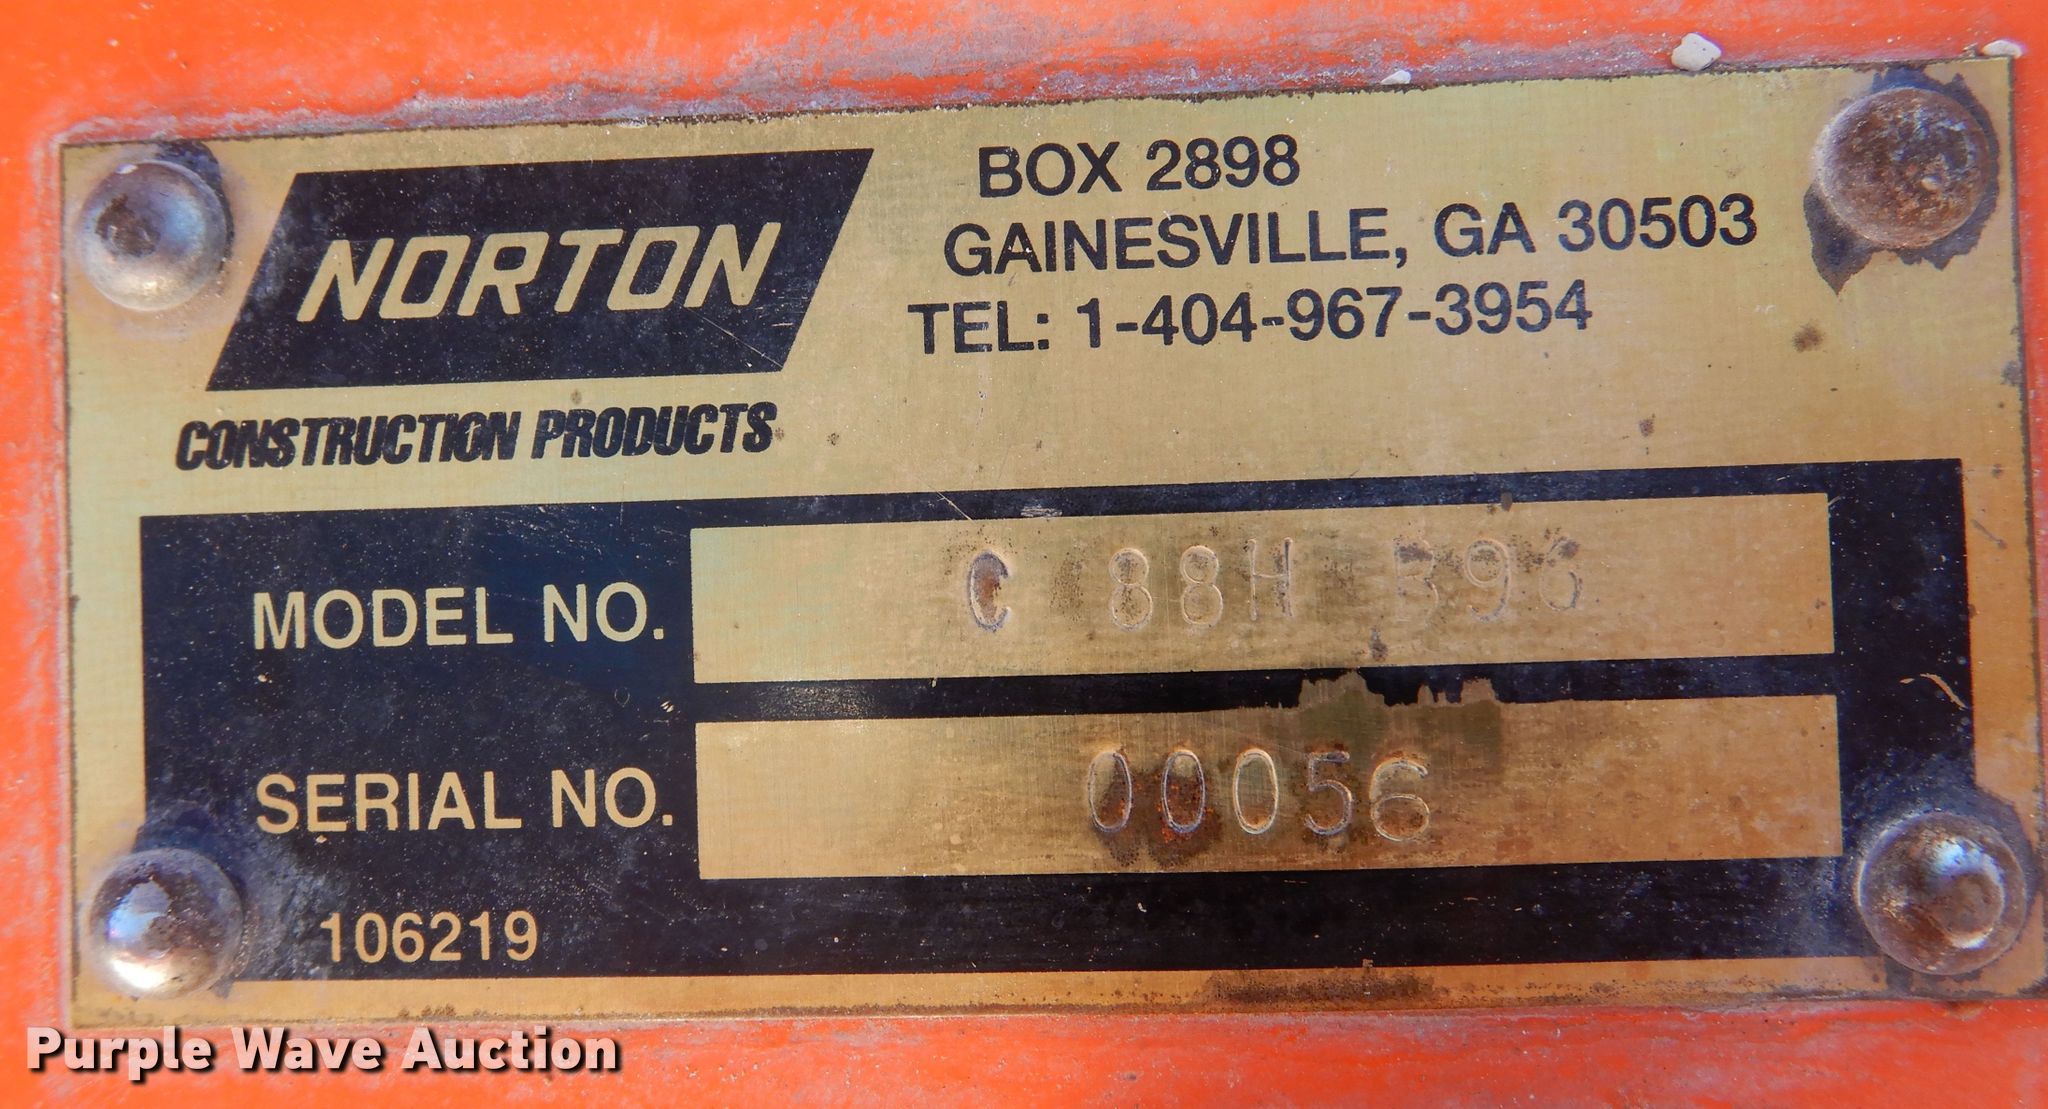 NORTON
CONSTRUCTION PRODUCTS
BOX 2898
GAINESVILLE, GA 30503
TEL: 1-404-967-3954
MODEL NO. C 88H B96
SERIAL NO. 00056
106219
Purple Wave Auction